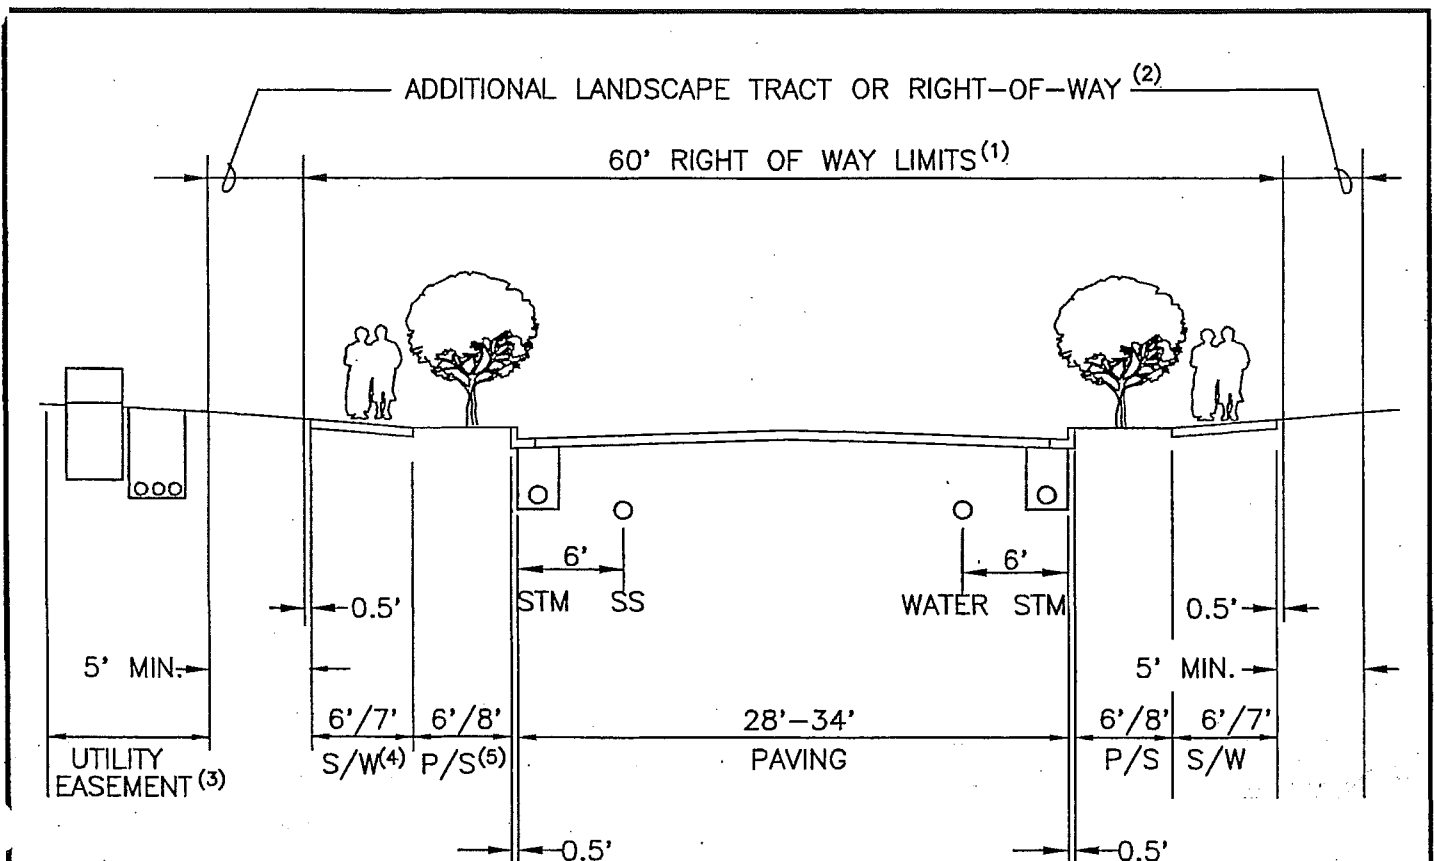 ADDITIONAL LANDSCAPE TRACT OR RIGHT-OF-WAY (2)
60' RIGHT OF WAY LIMITS(1)
6' 6'
STM SS WATER STM
0.5' 0.5'
5' MIN. 5' MIN.
6'/7' 6'/8' 28'-34' 6'/8' 6'/7'
UTILITY EASEMENT(3)
S/W(4) P/S(5) PAVING P/S S/W
0.5' 0.5'